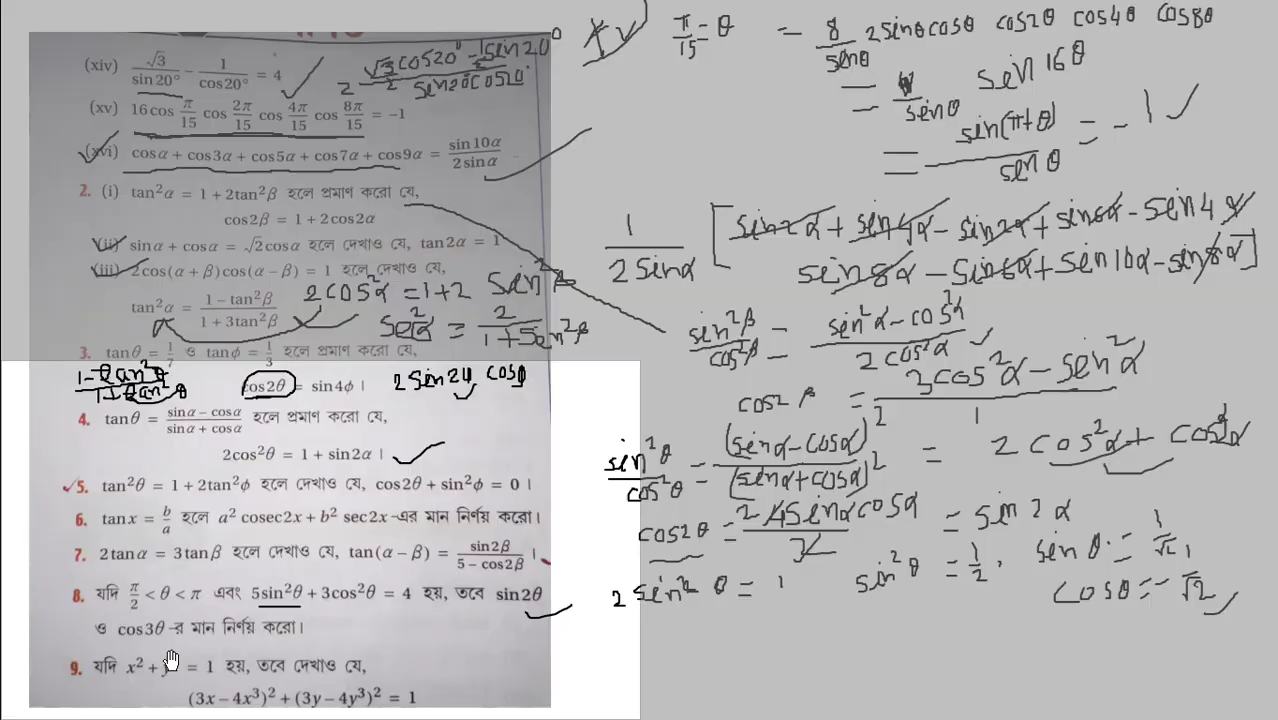 (xiv) √3/sin20° − 1/cos20° = 4
(xv) 16cos π/15 cos 2π/15 cos 4π/15 cos 8π/15 = −1
(xvi) cosα + cos3α + cos5α + cos7α + cos9α = sin10α/2sinα
2. (i) tan²α = 1 + 2tan²β হলে প্রমাণ করো যে,
cos2β = 1 + 2cos2α
(ii) sinα + cosα = √2cosα হলে দেখাও যে, tan2α = 1
(iii) 2cos(α + β)cos(α − β) = 1 হলে দেখাও যে,
tan²α = 1 − tan²β/1 + 3tan²β
2cos²α = 1 + 2 sin²
2/1 + sin²β
3. tanθ = 1/7 ও tanϕ = 1/3 হলে প্রমাণ করো যে,
cos2θ = sin4ϕ ।
4. tanθ = sinα − cosα/sinα + cosα হলে প্রমাণ করো যে,
2cos²θ = 1 + sin2α ।
5. tan²θ = 1 + 2tan²ϕ হলে দেখাও যে, cos2θ + sin²ϕ = 0 ।
6. tanx = b/a হলে a² cosec2x + b² sec2x-এর মান নির্ণয় করো।
7. 2tanα = 3tanβ হলে দেখাও যে, tan(α − β) = sin2β/5 − cos2β ।
8. যদি π/2 < θ < π এবং 5sin²θ + 3cos²θ = 4 হয়, তবে sin2θ
ও cos3θ-র মান নির্ণয় করো।
9. যদি x² + = 1 হয়, তবে দেখাও যে,
(3x − 4x³)² + (3y − 4y³)² = 1
xv π/15 = θ = 8/sinθ 2sinθcosθ cos2θ cos4θ cos8θ
= sin16θ
sinθ
= sin(π+θ)/sinθ = −1
1/2sinα [sin2α + sin4α − sin2α + sin6α − sin4α
sin8α − sin6α + sin10α − sin8α]
sin²β/cos²β = sin²α − cos²α/2cos²α
cos2β = 3cos²α − sin²α/1
= 2cos²α + cos2α
sin²θ/cos²θ = (sinα − cosα)²/(sinα + cosα)²
cos2θ = 4sinαcosα/2 = sin2α
2sin²θ = 1 sin²θ = 1/2. sinθ = 1/√2
cosθ = −1/√2